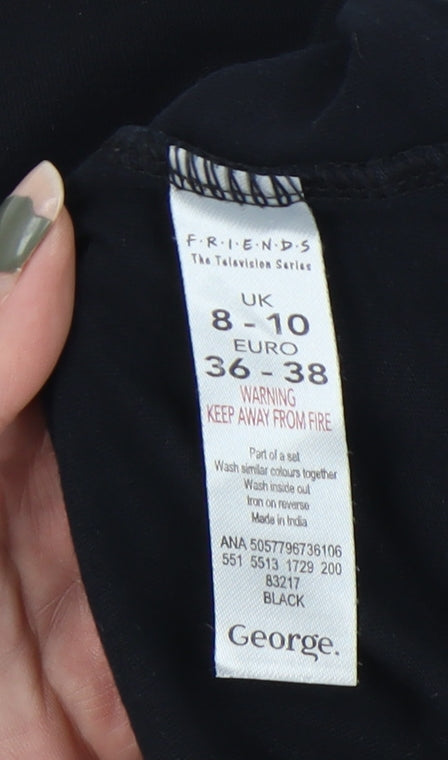 F·R·I·E·N·D·S
The Television Series
UK
8 - 10
EURO
36 - 38
WARNING
KEEP AWAY FROM FIRE
Part of a set
Wash similar colours together
Wash inside out
Iron on reverse
Made in India
ANA 5057796736106
551 5513 1729 200
83217
BLACK
George.